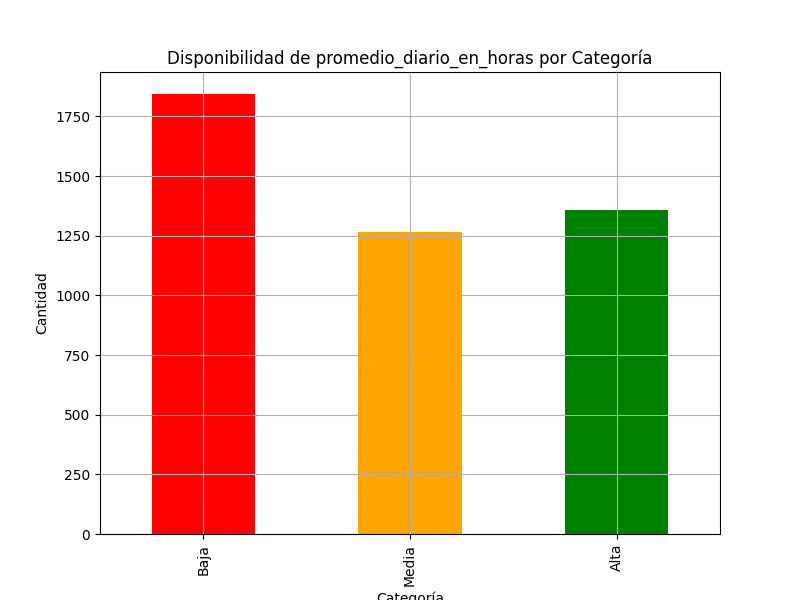 Disponibilidad de promedio_diario_en_horas por Categoría
1750
1500
1250
1000
750
500
250
0
Cantidad
Baja
Media
Alta
Categoría